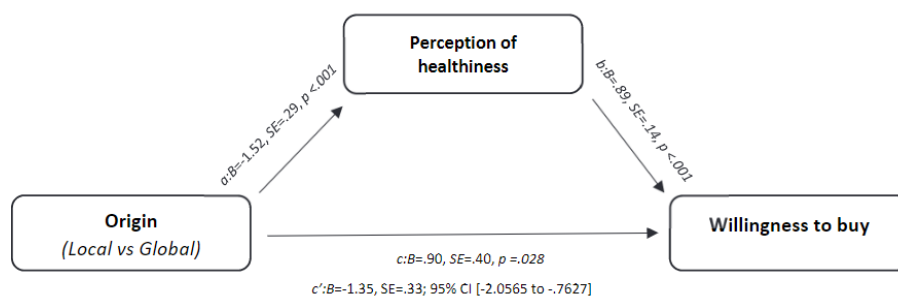 Perception of
healthiness
a:B=-1.52, SE=.29, p <.001
b:B=.89, SE=.14, p <.001
Origin
(Local vs Global)
Willingness to buy
c:B=.90, SE=.40, p =.028
c':B=-1.35, SE=.33; 95% CI [-2.0565 to -.7627]